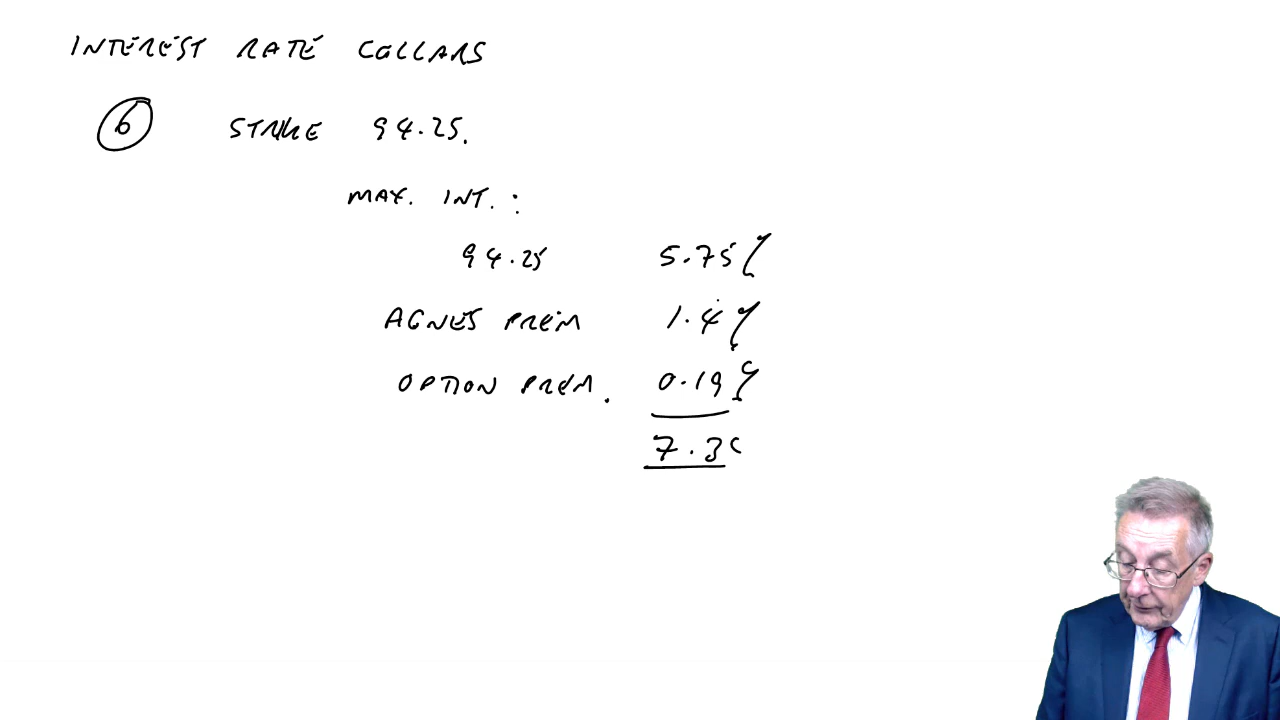 INTEREST RATE COLLARS
6 STRIKE 94.25.
MAX. INT. :
94.25 5.75%
AGNES PREM 1.4%
OPTION PREM. 0.19%
7.3